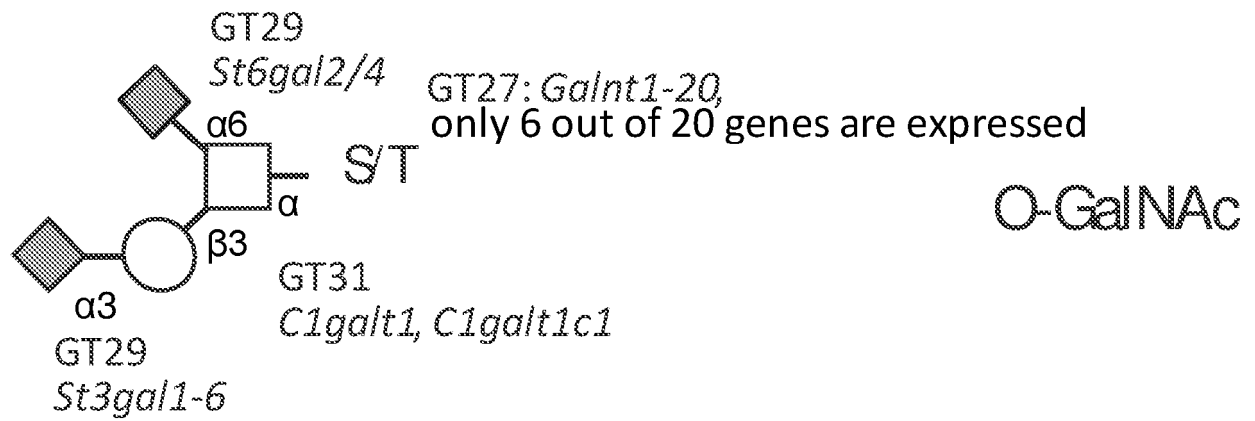 GT29
St6gal2/4
GT27: Galnt1-20,
only 6 out of 20 genes are expressed
α6
S/T
α
O-GalNAc
β3
GT31
C1galt1, C1galt1c1
α3
GT29
St3gal1-6